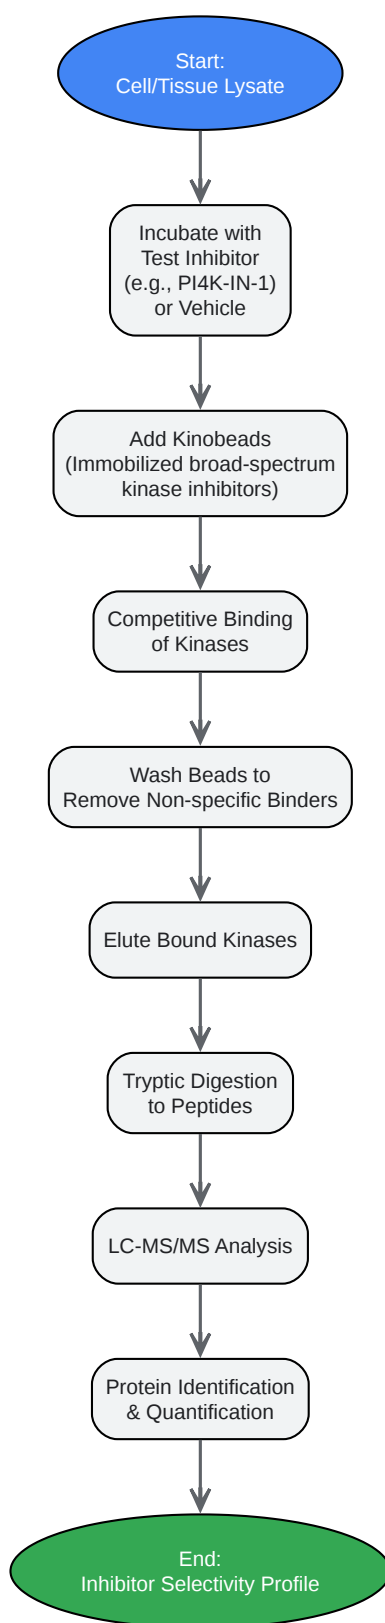 Start:
Cell/Tissue Lysate
Incubate with
Test Inhibitor
(e.g., PI4K-IN-1)
or Vehicle
Add Kinobeads
(Immobilized broad-spectrum
kinase inhibitors)
Competitive Binding
of Kinases
Wash Beads to
Remove Non-specific Binders
Elute Bound Kinases
Tryptic Digestion
to Peptides
LC-MS/MS Analysis
Protein Identification
& Quantification
End:
Inhibitor Selectivity Profile